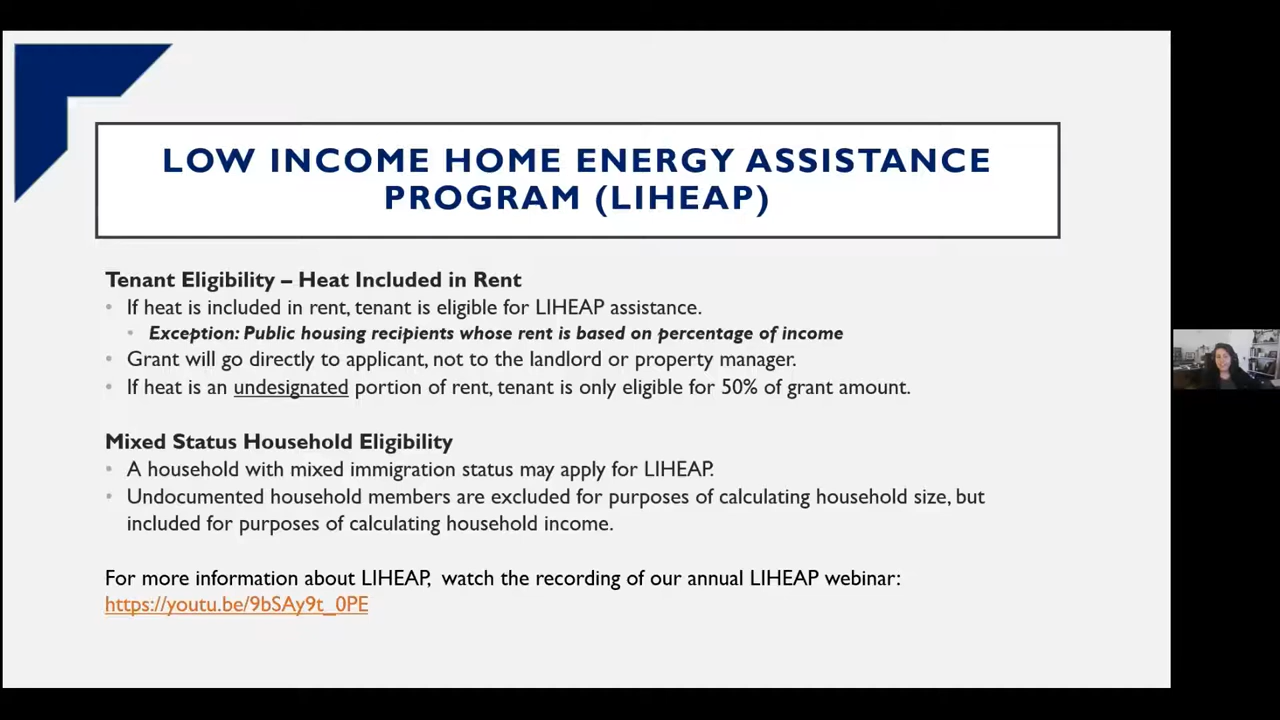 LOW INCOME HOME ENERGY ASSISTANCE
PROGRAM (LIHEAP)
Tenant Eligibility – Heat Included in Rent
• If heat is included in rent, tenant is eligible for LIHEAP assistance.
• Exception: Public housing recipients whose rent is based on percentage of income
• Grant will go directly to applicant, not to the landlord or property manager.
• If heat is an undesignated portion of rent, tenant is only eligible for 50% of grant amount.
Mixed Status Household Eligibility
• A household with mixed immigration status may apply for LIHEAP.
• Undocumented household members are excluded for purposes of calculating household size, but
included for purposes of calculating household income.
For more information about LIHEAP, watch the recording of our annual LIHEAP webinar:
https://youtu.be/9bSAy9t_0PE